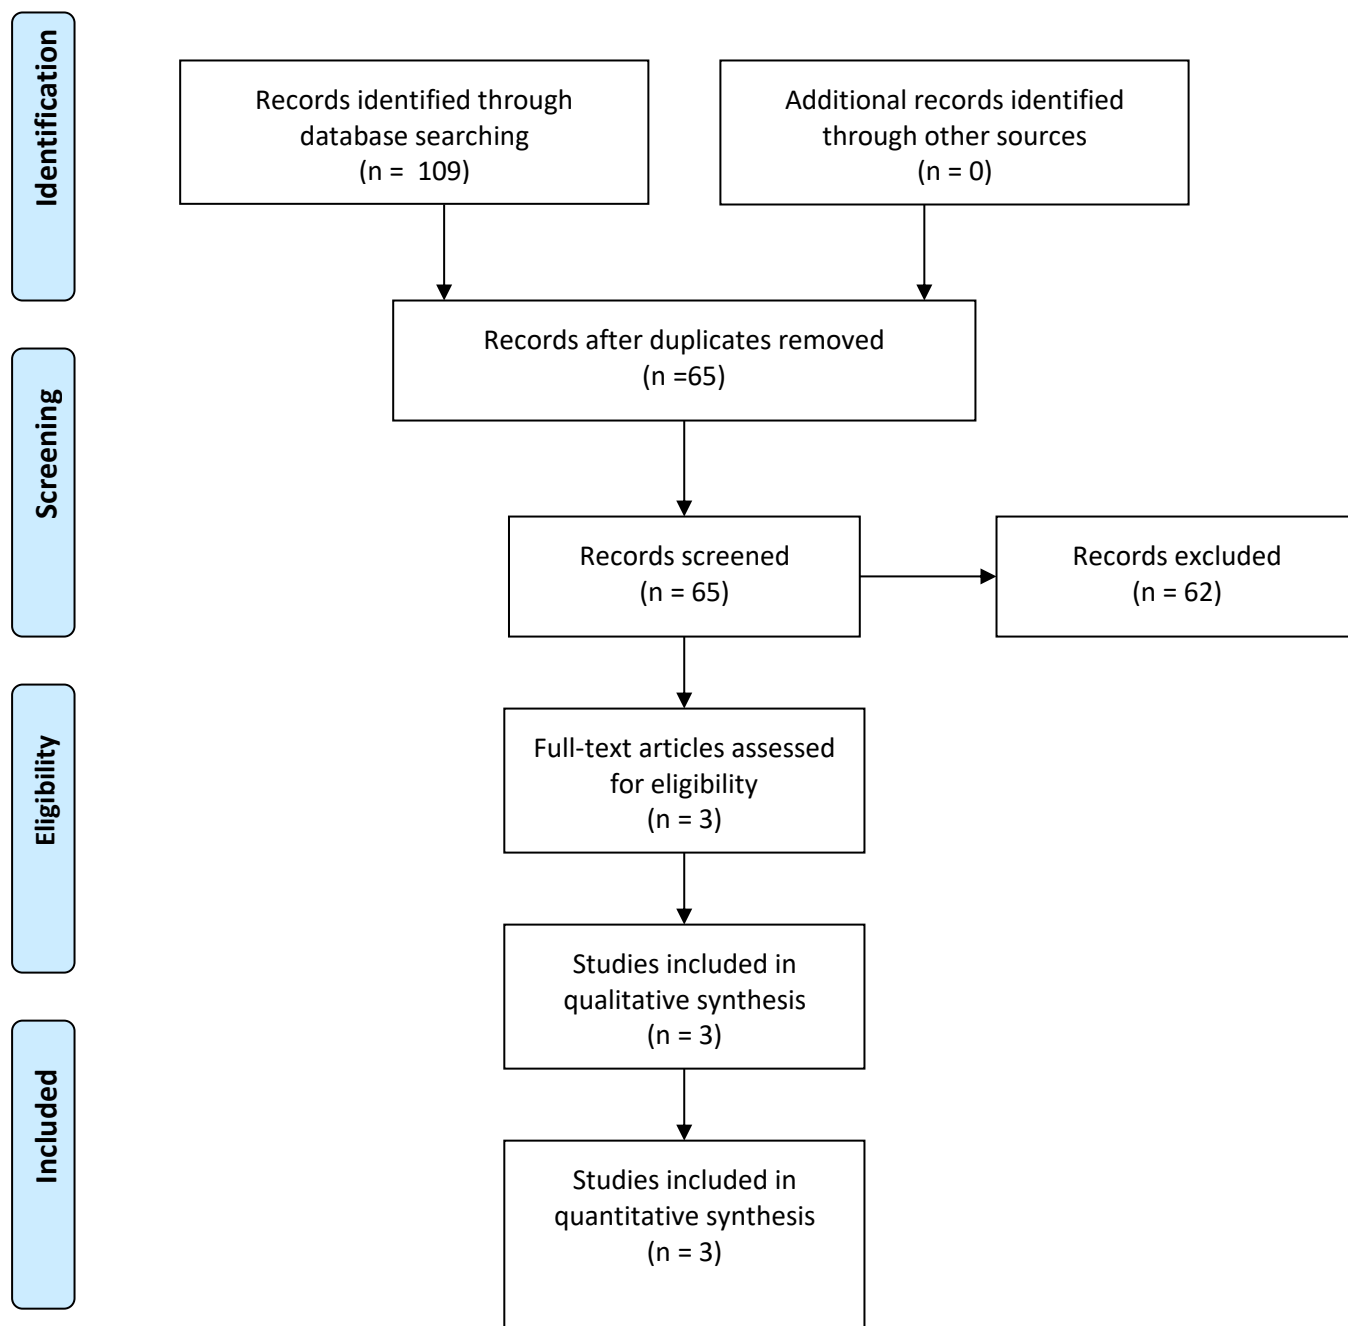 Identification
Records identified through
database searching
(n =  109)
Additional records identified
through other sources
(n = 0)
Records after duplicates removed
(n =65)
Screening
Records screened
(n = 65)
Records excluded
(n = 62)
Eligibility
Full-text articles assessed
for eligibility
(n = 3)
Studies included in
qualitative synthesis
(n = 3)
Included
Studies included in
quantitative synthesis
(n = 3)